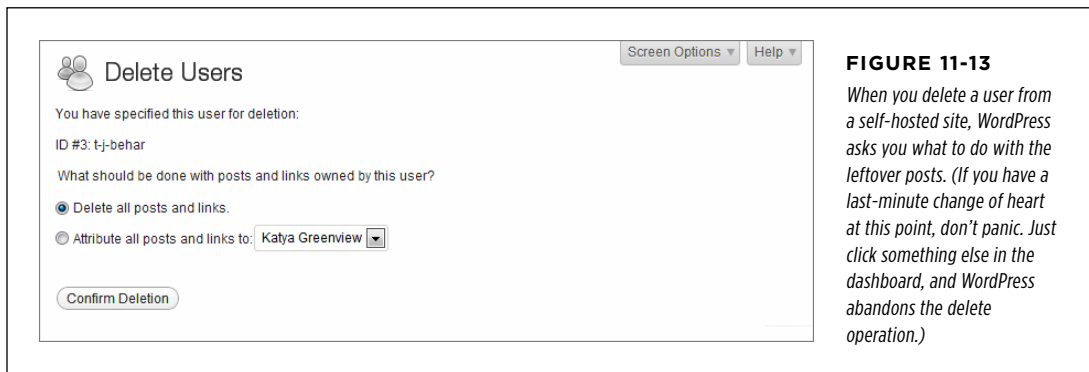 Screen Options Help
Delete Users
You have specified this user for deletion:
ID #3: t-j-behar
What should be done with posts and links owned by this user?
Delete all posts and links.
Attribute all posts and links to: Katya Greenview
Confirm Deletion
FIGURE 11-13
When you delete a user from
a self-hosted site, WordPress
asks you what to do with the
leftover posts. (If you have a
last-minute change of heart
at this point, don’t panic. Just
click something else in the
dashboard, and WordPress
abandons the delete
operation.)